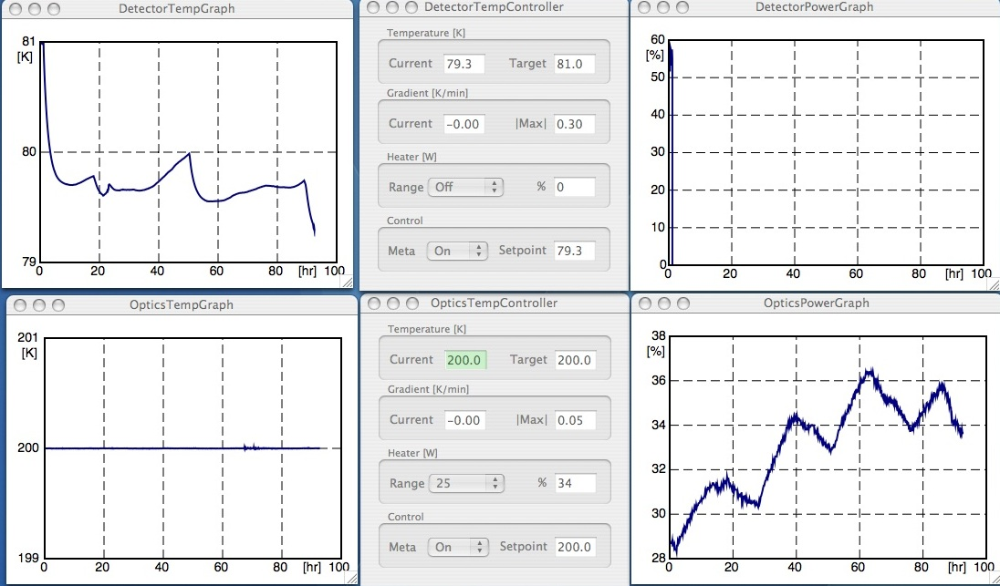 DetectorTempGraph
81
[K]
80
79
0 20 40 60 80 [hr] 100
DetectorTempController
Temperature [K]
Current 79.3 Target 81.0
Gradient [K/min]
Current -0.00 |Max| 0.30
Heater [W]
Range Off % 0
Control
Meta On Setpoint 79.3
DetectorPowerGraph
60
[%]
50
40
30
20
10
0
0 20 40 60 80 [hr] 100
OpticsTempGraph
201
[K]
200
199
0 20 40 60 80 [hr] 100
OpticsTempController
Temperature [K]
Current 200.0 Target 200.0
Gradient [K/min]
Current -0.00 |Max| 0.05
Heater [W]
Range 25 % 34
Control
Meta On Setpoint 200.0
OpticsPowerGraph
38
[%]
36
34
32
30
28
0 20 40 60 80 [hr] 100